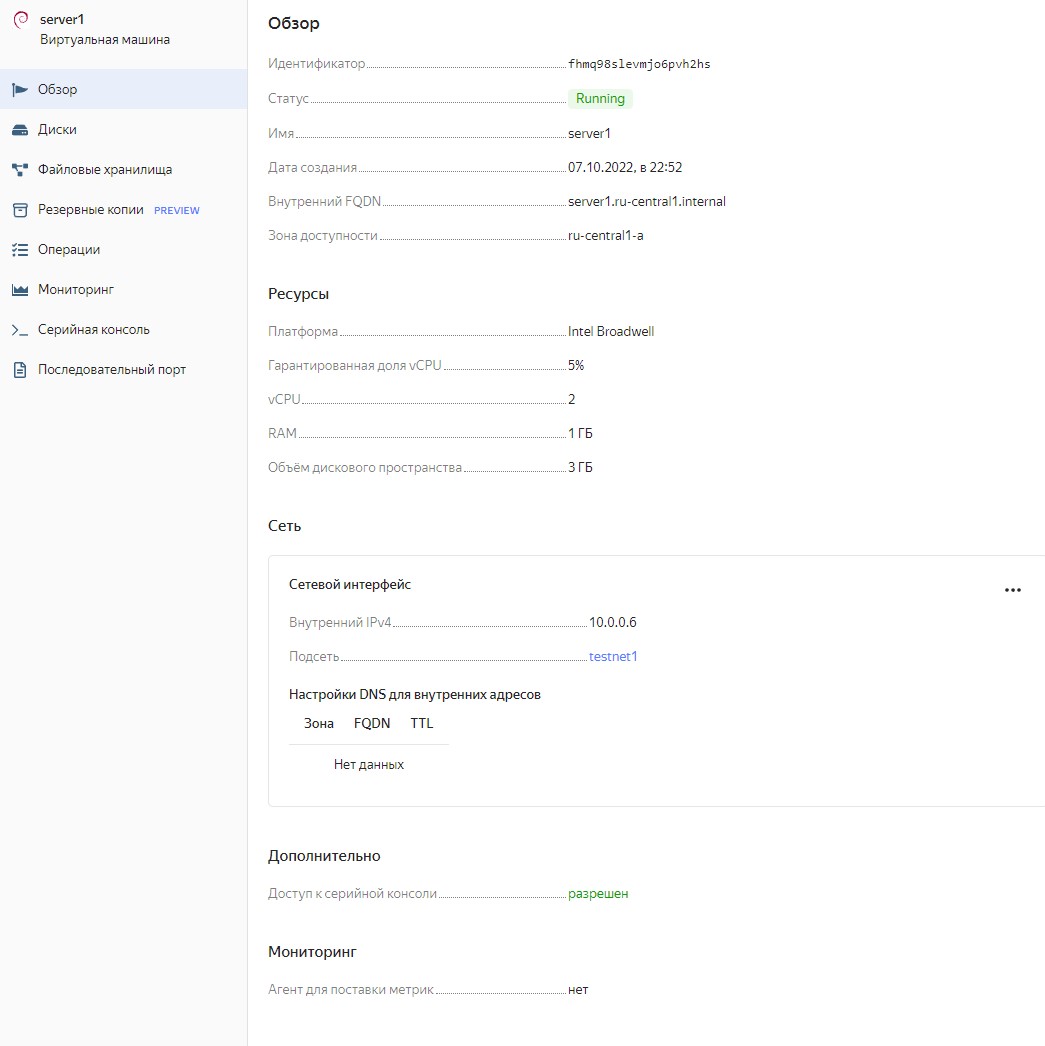 server1
Виртуальная машина
Обзор
Диски
Файловые хранилища
Резервные копии PREVIEW
Операции
Мониторинг
Серийная консоль
Последовательный порт
Обзор
Идентификатор fhmq98slevmjo6pvh2hs
Статус Running
Имя server1
Дата создания 07.10.2022, в 22:52
Внутренний FQDN server1.ru-central1.internal
Зона доступности ru-central1-a
Ресурсы
Платформа Intel Broadwell
Гарантированная доля vCPU 5%
vCPU 2
RAM 1 ГБ
Объём дискового пространства 3 ГБ
Сеть
Сетевой интерфейс
Внутренний IPv4 10.0.0.6
Подсеть testnet1
Настройки DNS для внутренних адресов
Зона FQDN TTL
Нет данных
Дополнительно
Доступ к серийной консоли разрешен
Мониторинг
Агент для поставки метрик нет